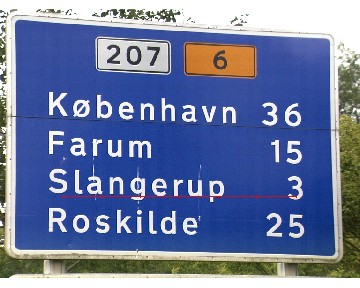 207 6
København 36
Farum 15
Slangerup 3
Roskilde 25